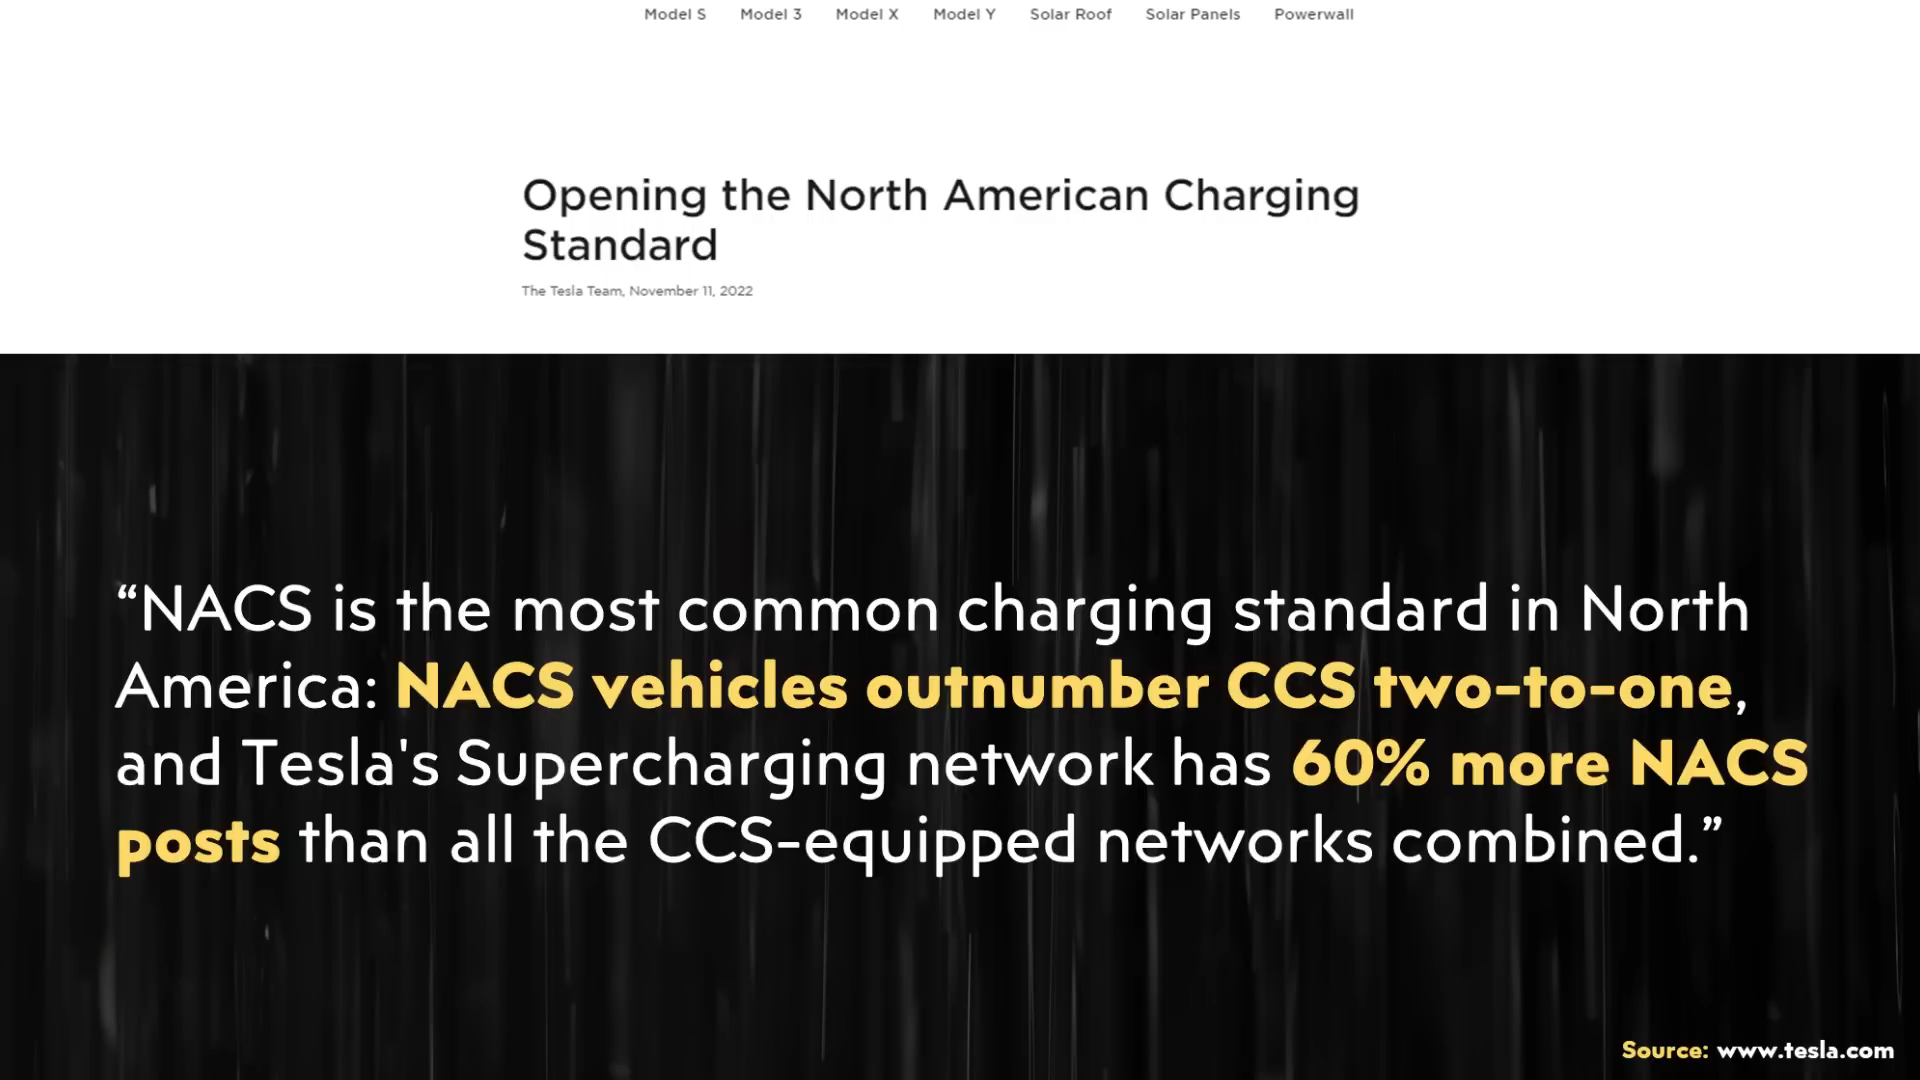 Model S Model 3 Model X Model Y Solar Roof Solar Panels Powerwall
Opening the North American Charging
Standard
The Tesla Team, November 11, 2022
“NACS is the most common charging standard in North
America: NACS vehicles outnumber CCS two-to-one,
and Tesla's Supercharging network has 60% more NACS
posts than all the CCS-equipped networks combined.”
Source: www.tesla.com